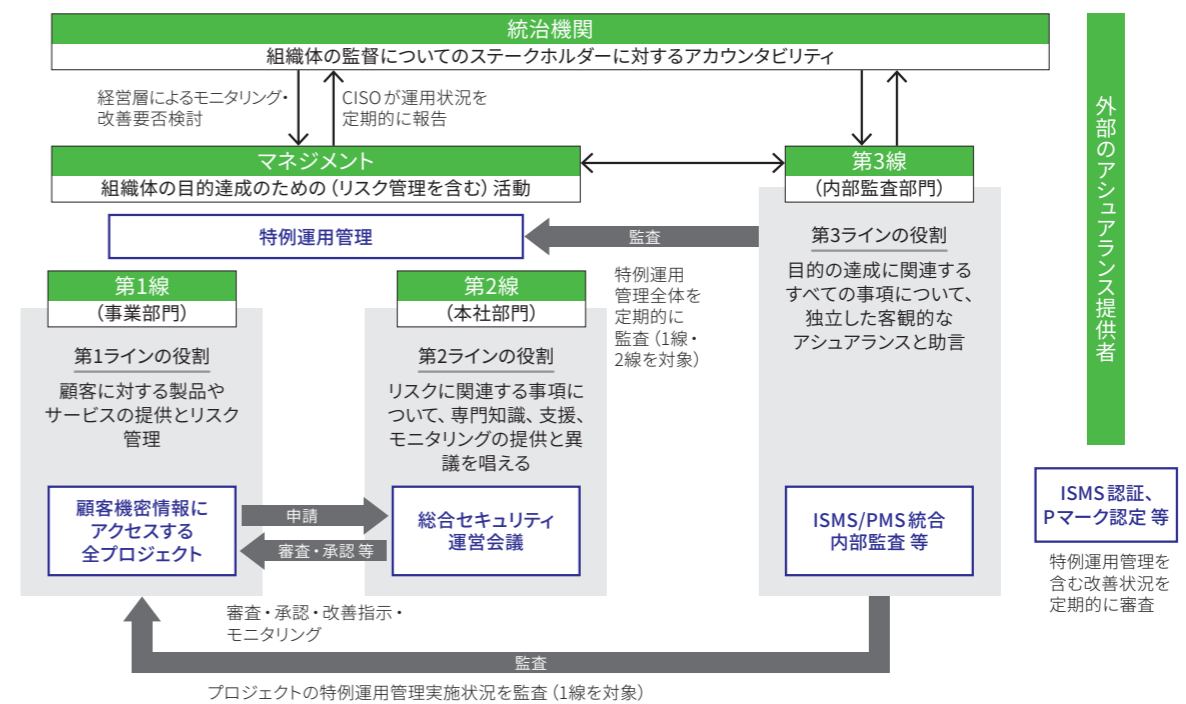 統治機関
組織体の監督についてのステークホルダーに対するアカウンタビリティ
経営層によるモニタリング・
改善要否検討
CISOが運用状況を
定期的に報告
マネジメント
組織体の目的達成のための（リスク管理を含む）活動
第3線
（内部監査部門）
特例運用管理
監査
特例運用
管理全体を
定期的に
監査（1線・
2線を対象）
第1線
（事業部門）
第1ラインの役割
顧客に対する製品や
サービスの提供とリスク
管理
顧客機密情報に
アクセスする
全プロジェクト
申請
審査・承認 等
第2線
（本社部門）
第2ラインの役割
リスクに関連する事項に
ついて、専門知識、支援、
モニタリングの提供と異
議を唱える
総合セキュリティ
運営会議
第3ラインの役割
目的の達成に関連する
すべての事項について、
独立した客観的な
アシュアランスと助言
ISMS/PMS統合
内部監査 等
審査・承認・改善指示・
モニタリング
監査
プロジェクトの特例運用管理実施状況を監査（1線を対象）
外部のアシュアランス提供者
ISMS認証、
Pマーク認定 等
特例運用管理を
含む改善状況を
定期的に審査